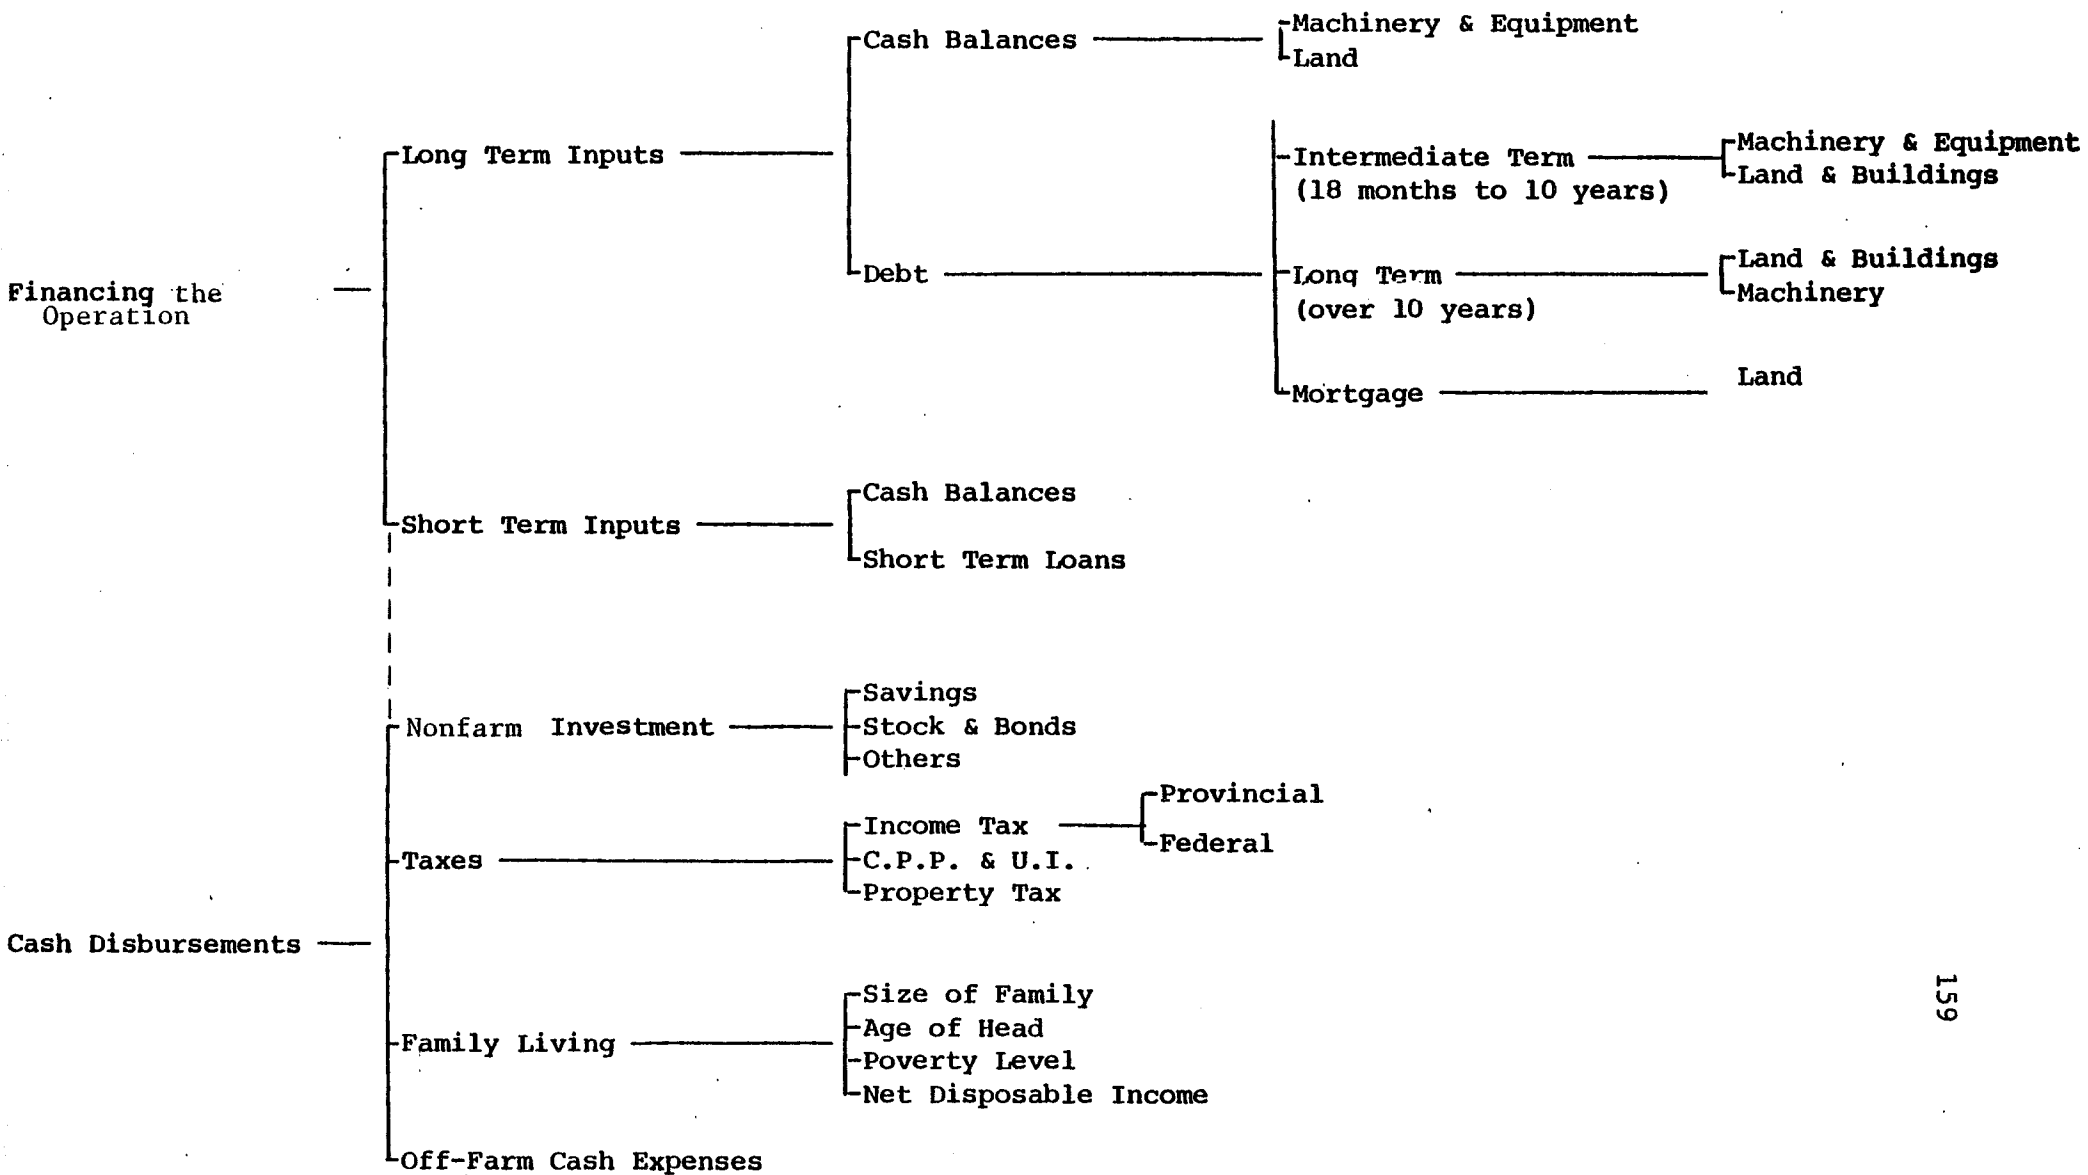 Cash Balances
Machinery & Equipment
Land
Long Term Inputs
Intermediate Term
(18 months to 10 years)
Machinery & Equipment
Land & Buildings
Financing the
Operation
Debt
Long Term
(over 10 years)
Land & Buildings
Machinery
Mortgage
Land
Short Term Inputs
Cash Balances
Short Term Loans
Nonfarm Investment
Savings
Stock & Bonds
Others
Taxes
Income Tax
Provincial
Federal
C.P.P. & U.I.
Property Tax
Cash Disbursements
Family Living
Size of Family
Age of Head
Poverty Level
Net Disposable Income
Off-Farm Cash Expenses
159